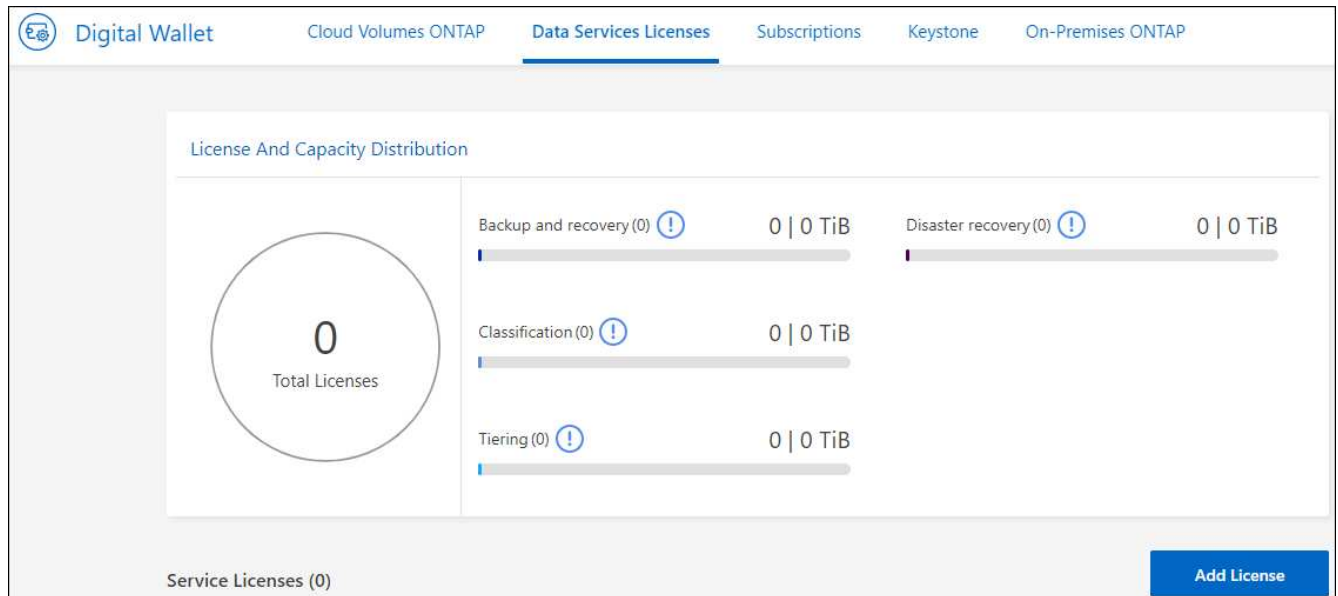 Digital Wallet
Cloud Volumes ONTAP
Data Services Licenses
Subscriptions
Keystone
On-Premises ONTAP
License And Capacity Distribution
0
Total Licenses
Backup and recovery (0)
0 | 0 TiB
Disaster recovery (0)
0 | 0 TiB
Classification (0)
0 | 0 TiB
Tiering (0)
0 | 0 TiB
Service Licenses (0)
Add License